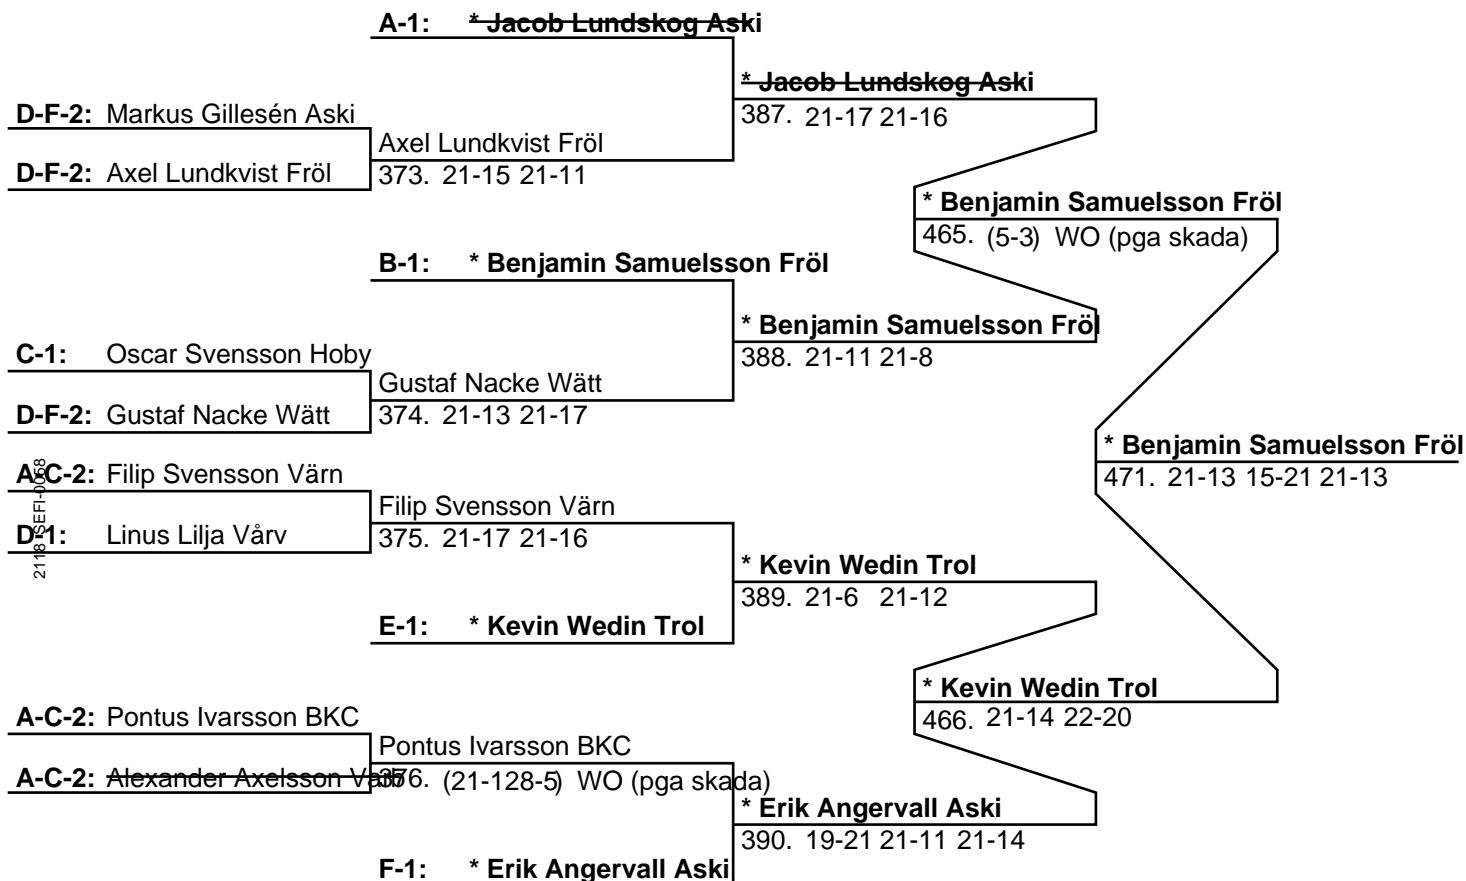 A-1: * Jacob Lundskog Aski
* Jacob Lundskog Aski
387. 21-17 21-16
D-F-2: Markus Gillesén Aski
Axel Lundkvist Fröl
373. 21-15 21-11
D-F-2: Axel Lundkvist Fröl
* Benjamin Samuelsson Fröl
465. (5-3) WO (pga skada)
B-1: * Benjamin Samuelsson Fröl
* Benjamin Samuelsson Fröl
388. 21-11 21-8
C-1: Oscar Svensson Hoby
Gustaf Nacke Wätt
374. 21-13 21-17
D-F-2: Gustaf Nacke Wätt
* Benjamin Samuelsson Fröl
471. 21-13 15-21 21-13
A-C-2: Filip Svensson Värn
Filip Svensson Värn
375. 21-17 21-16
D-1: Linus Lilja Vårv
* Kevin Wedin Trol
389. 21-6 21-12
E-1: * Kevin Wedin Trol
* Kevin Wedin Trol
466. 21-14 22-20
A-C-2: Pontus Ivarsson BKC
Pontus Ivarsson BKC
376. (21-128-5) WO (pga skada)
A-C-2: Alexander Axelsson
* Erik Angervall Aski
390. 19-21 21-11 21-14
F-1: * Erik Angervall Aski